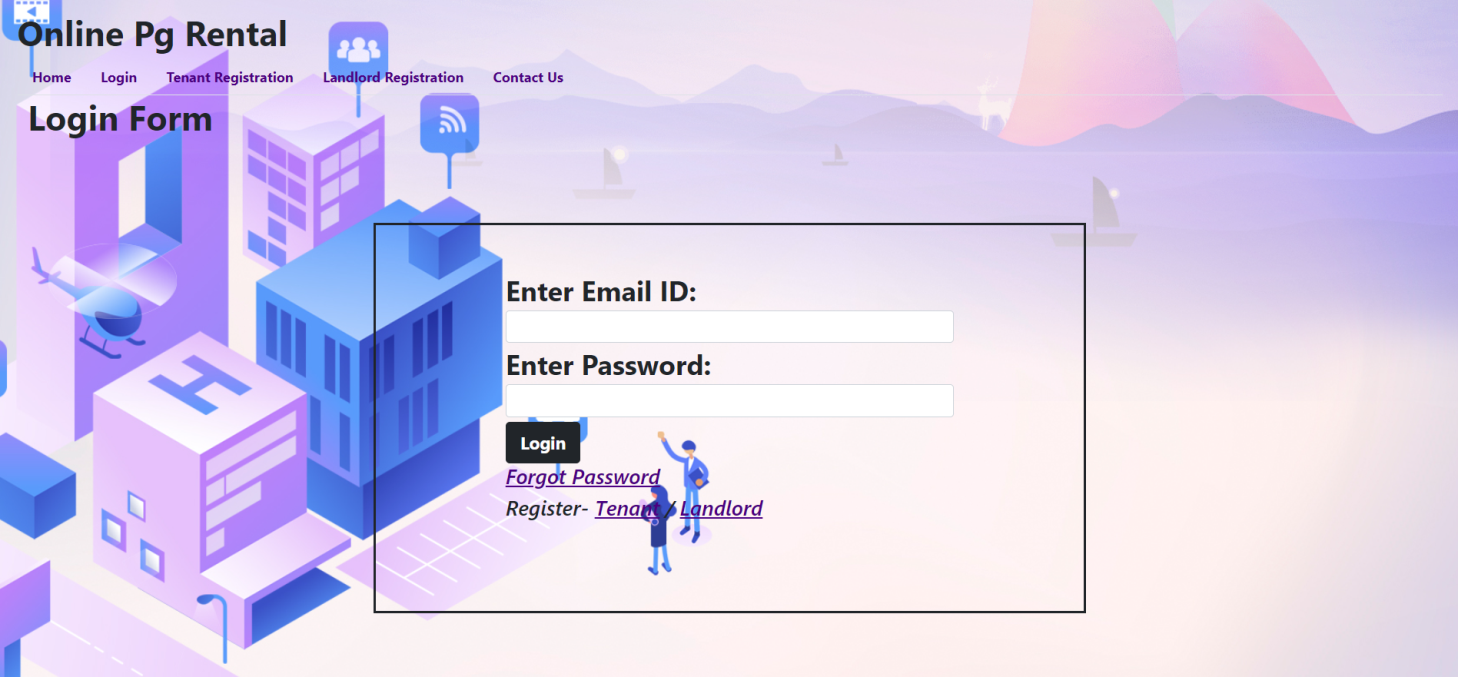 Online Pg Rental
Home Login Tenant Registration Landlord Registration Contact Us
Login Form
Enter Email ID:
Enter Password:
Login
Forgot Password
Register- Tenant / Landlord